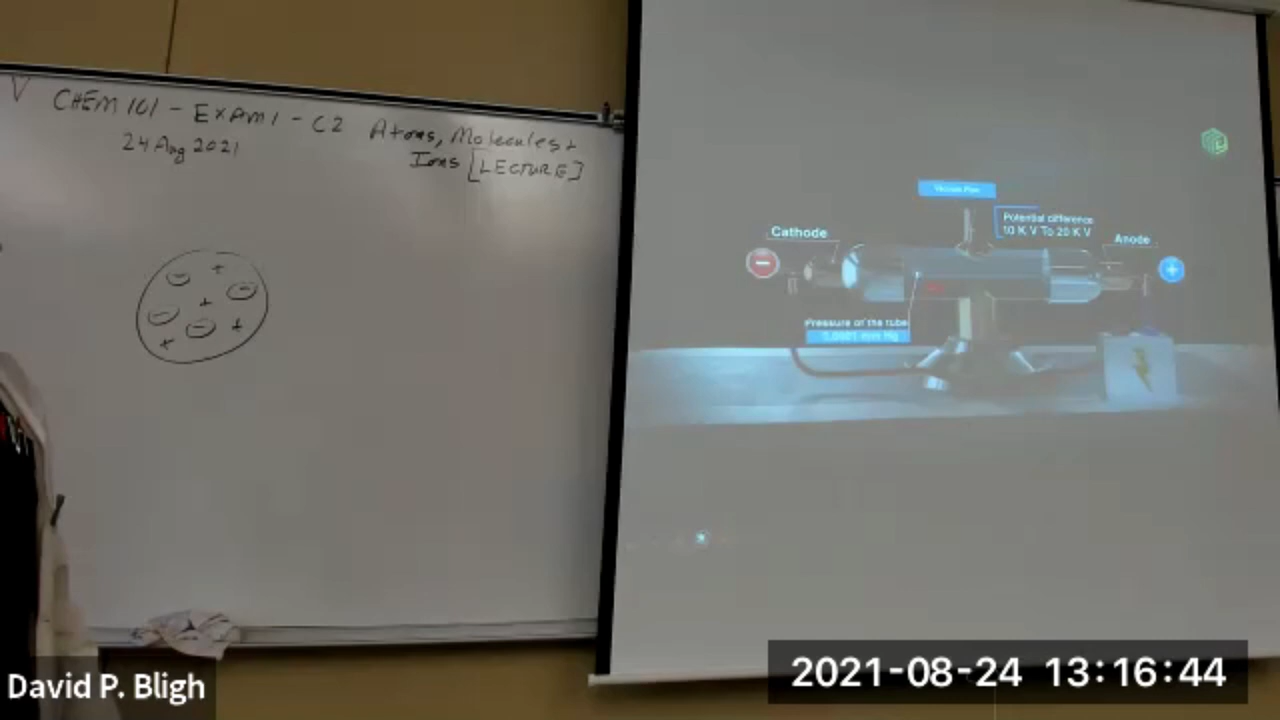 CHEM 101 - EXAM 1 - C2 Atoms, Molecules +
Ions [LECTURE]
24 Aug 2021
Potential difference
10 K V To 20 K V
Cathode
Anode
Pressure of the tube
David P. Bligh
2021-08-24 13:16:44